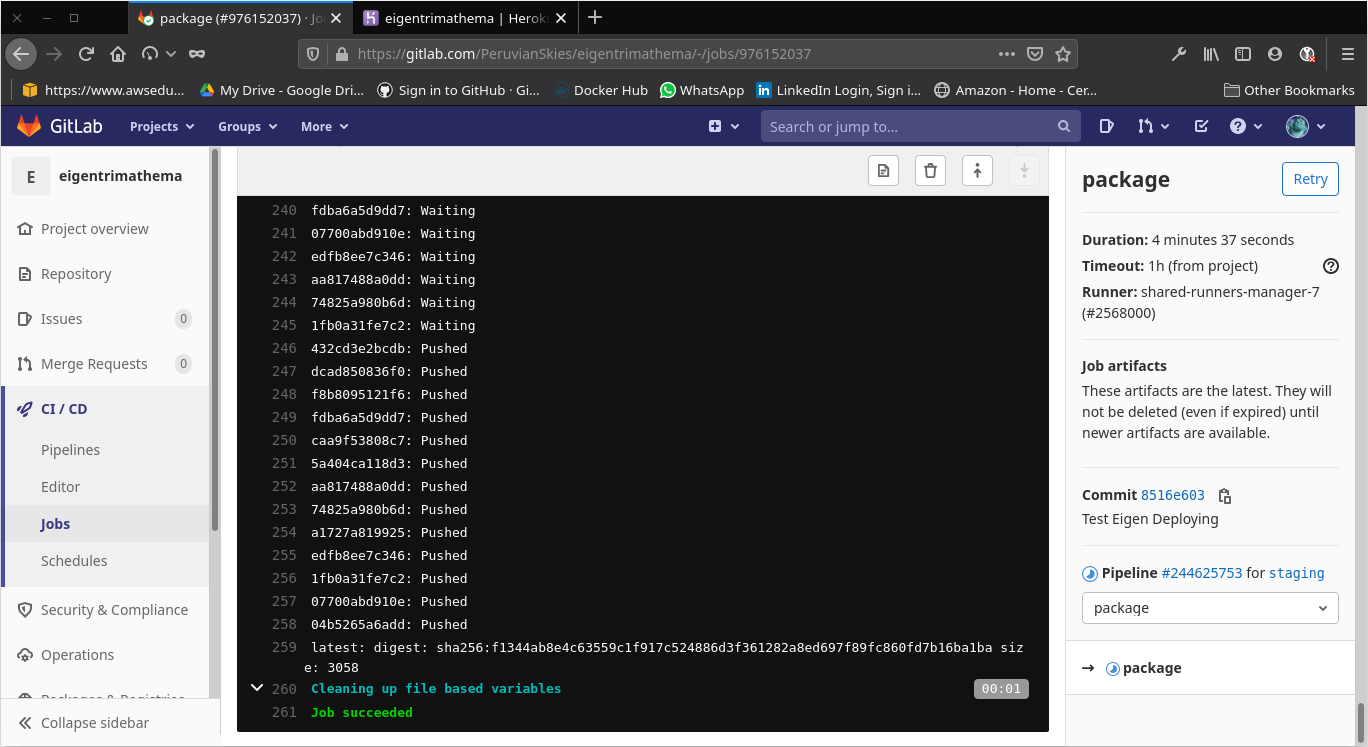 package (#976152037) · Jo
eigentrimathema | Herok
https://gitlab.com/PeruvianSkies/eigentrimathema/-/jobs/976152037
https://www.awsedu...
My Drive - Google Dri...
Sign in to GitHub · Gi...
Docker Hub
WhatsApp
LinkedIn Login, Sign i...
Amazon - Home - Cer...
Other Bookmarks
GitLab
Projects
Groups
More
Search or jump to...
E
eigentrimathema
Project overview
Repository
Issues 0
Merge Requests 0
CI / CD
Pipelines
Editor
Jobs
Schedules
Security & Compliance
Operations
Packages & Registries
Collapse sidebar
240 fdba6a5d9dd7: Waiting
241 07700abd910e: Waiting
242 edfb8ee7c346: Waiting
243 aa817488a0dd: Waiting
244 74825a980b6d: Waiting
245 1fb0a31fe7c2: Waiting
246 432cd3e2bcdb: Pushed
247 dcad850836f0: Pushed
248 f8b8095121f6: Pushed
249 fdba6a5d9dd7: Pushed
250 caa9f53808c7: Pushed
251 5a404ca118d3: Pushed
252 aa817488a0dd: Pushed
253 74825a980b6d: Pushed
254 a1727a819925: Pushed
255 edfb8ee7c346: Pushed
256 1fb0a31fe7c2: Pushed
257 07700abd910e: Pushed
258 04b5265a6add: Pushed
259 latest: digest: sha256:f1344ab8e4c63559c1f917c524886d3f361282a8ed697f89fc860fd7b16ba1ba siz
e: 3058
260 Cleaning up file based variables 00:01
261 Job succeeded
package
Retry
Duration: 4 minutes 37 seconds
Timeout: 1h (from project)
Runner: shared-runners-manager-7
(#2568000)
Job artifacts
These artifacts are the latest. They will
not be deleted (even if expired) until
newer artifacts are available.
Commit 8516e603
Test Eigen Deploying
Pipeline #244625753 for staging
package
→ package